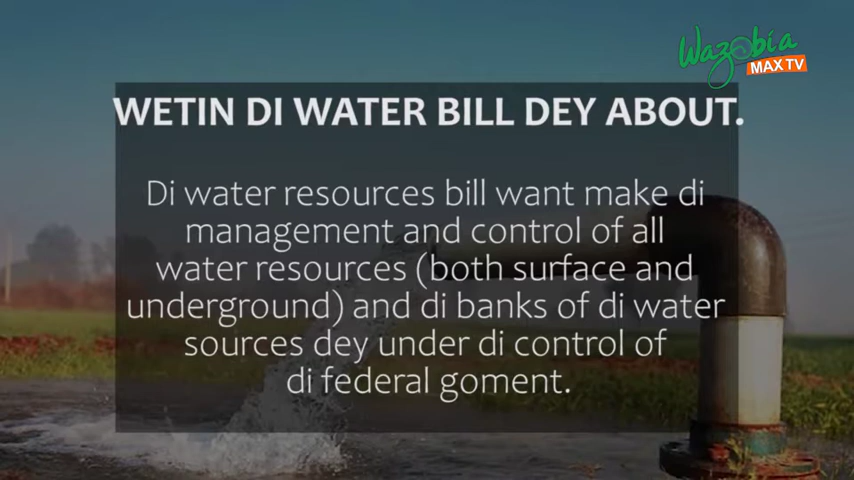 Wazobia
MAX TV
WETIN DI WATER BILL DEY ABOUT.
Di water resources bill want make di
management and control of all
water resources (both surface and
underground) and di banks of di water
sources dey under di control of
di federal goment.